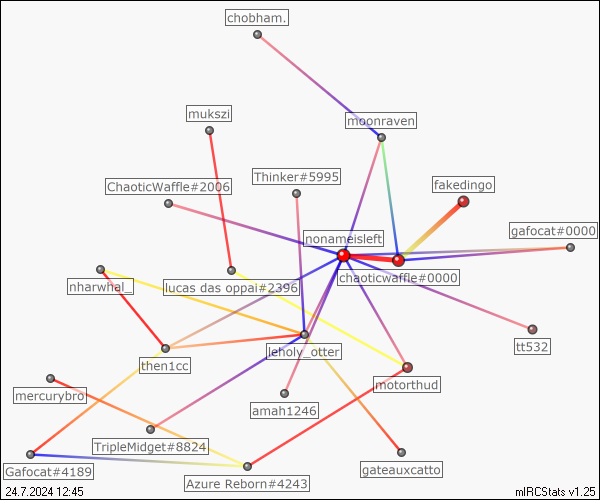 chobham.
mukszi
moonraven
Thinker#5995
fakedingo
ChaoticWaffle#2006
gafocat#0000
nonameisleft
chaoticwaffle#0000
nharwhal_
lucas das oppai#2396
tt532
leholy_otter
then1cc
motorthud
mercurybro
amah1246
TripleMidget#8824
Gafocat#4189
gateauxcatto
Azure Reborn#4243
24.7.2024 12:45
mIRCStats v1.25